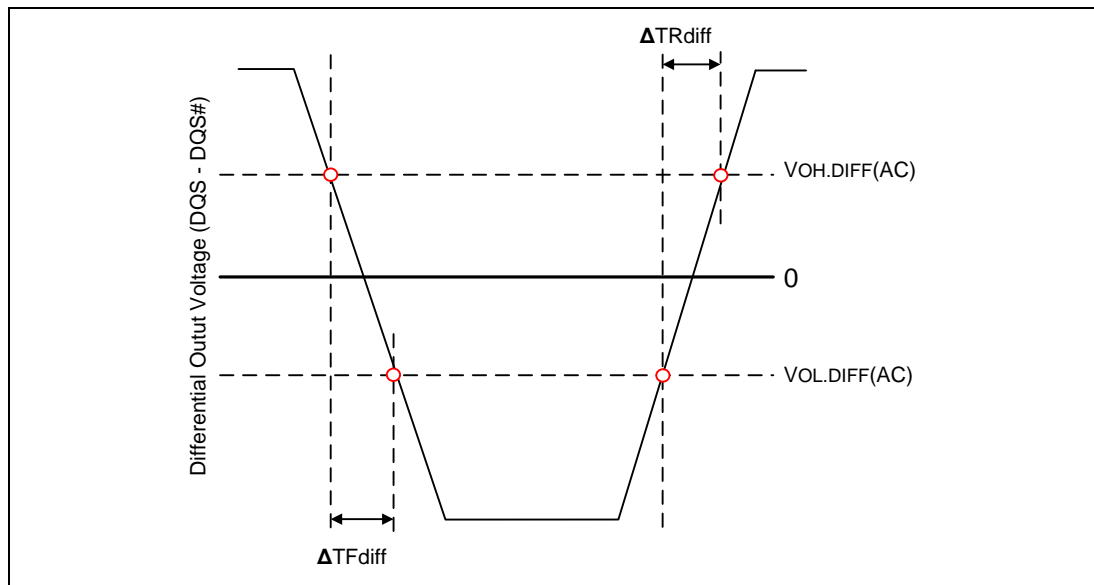 ΔTRdiff
Differential Outut Voltage (DQS - DQS#)
VOH.DIFF(AC)
0
VOL.DIFF(AC)
ΔTFdiff